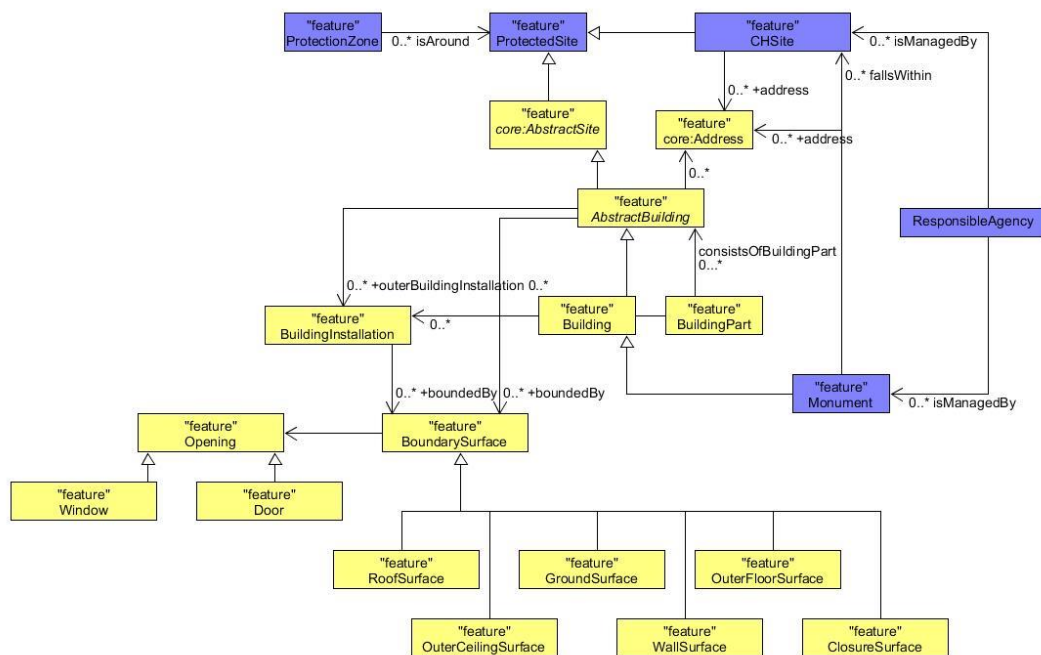 "feature"
ProtectionZone
0..* isAround
"feature"
ProtectedSite
"feature"
CHSite
0..* isManagedBy
0..* fallsWithin
0..* +address
"feature"
core:AbstractSite
"feature"
core:Address
0..* +address
0..*
"feature"
AbstractBuilding
ResponsibleAgency
consistsOfBuildingPart
0...*
0..* +outerBuildingInstallation 0..*
"feature"
BuildingInstallation
0..*
"feature"
Building
"feature"
BuildingPart
"feature"
Monument
0..* isManagedBy
0..* +boundedBy
0..* +boundedBy
"feature"
Opening
"feature"
BoundarySurface
"feature"
Window
"feature"
Door
"feature"
RoofSurface
"feature"
GroundSurface
"feature"
OuterFloorSurface
"feature"
OuterCeilingSurface
"feature"
WallSurface
"feature"
ClosureSurface